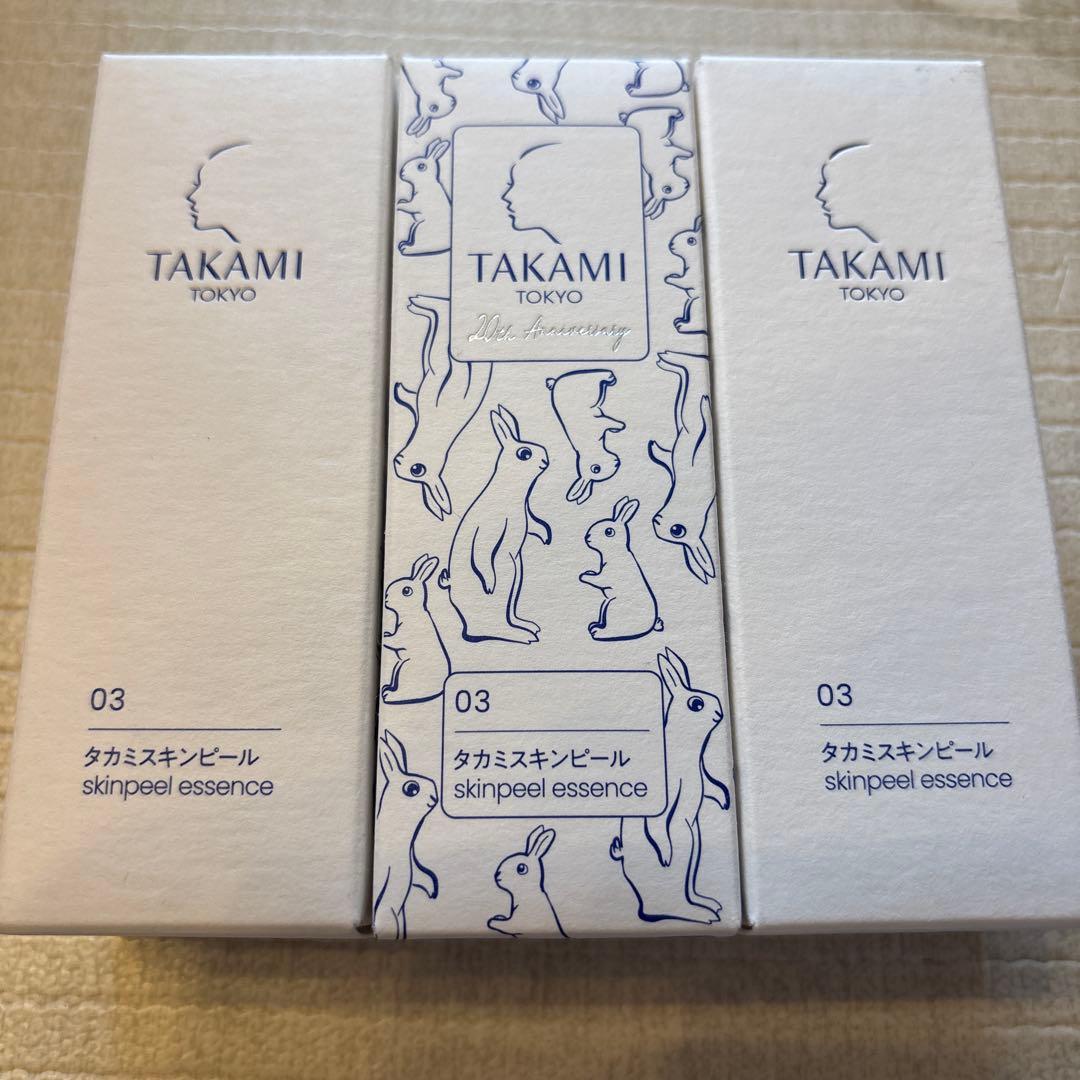 TAKAMI
TOKYO
03
タカミスキンピール
skinpeel essence
TAKAMI
TOKYO
20th Anniversary
03
タカミスキンピール
skinpeel essence
TAKAMI
TOKYO
03
タカミスキンピール
skinpeel essence